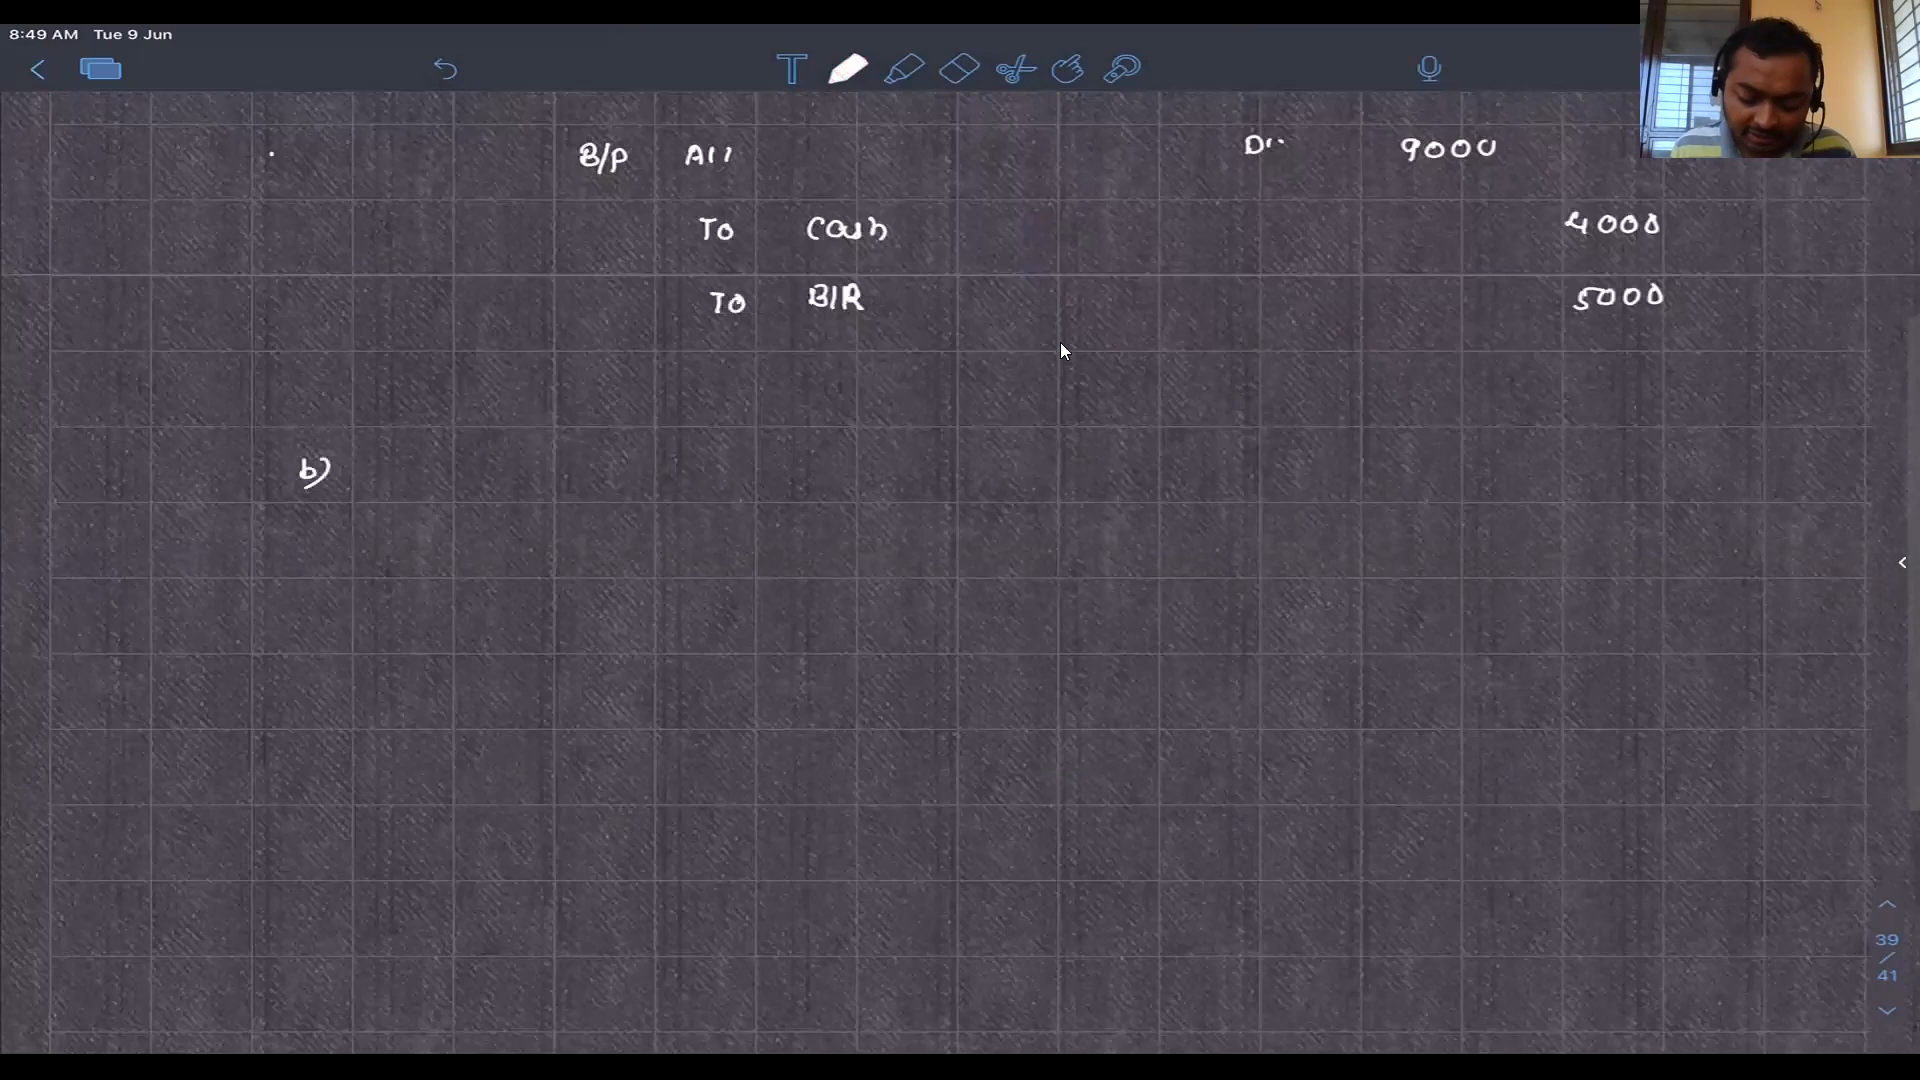 8:49 AM Tue 9 Jun
B/P A/c Dr. 9000
To Cash 4000
To B/R 5000
b)
39
/
41